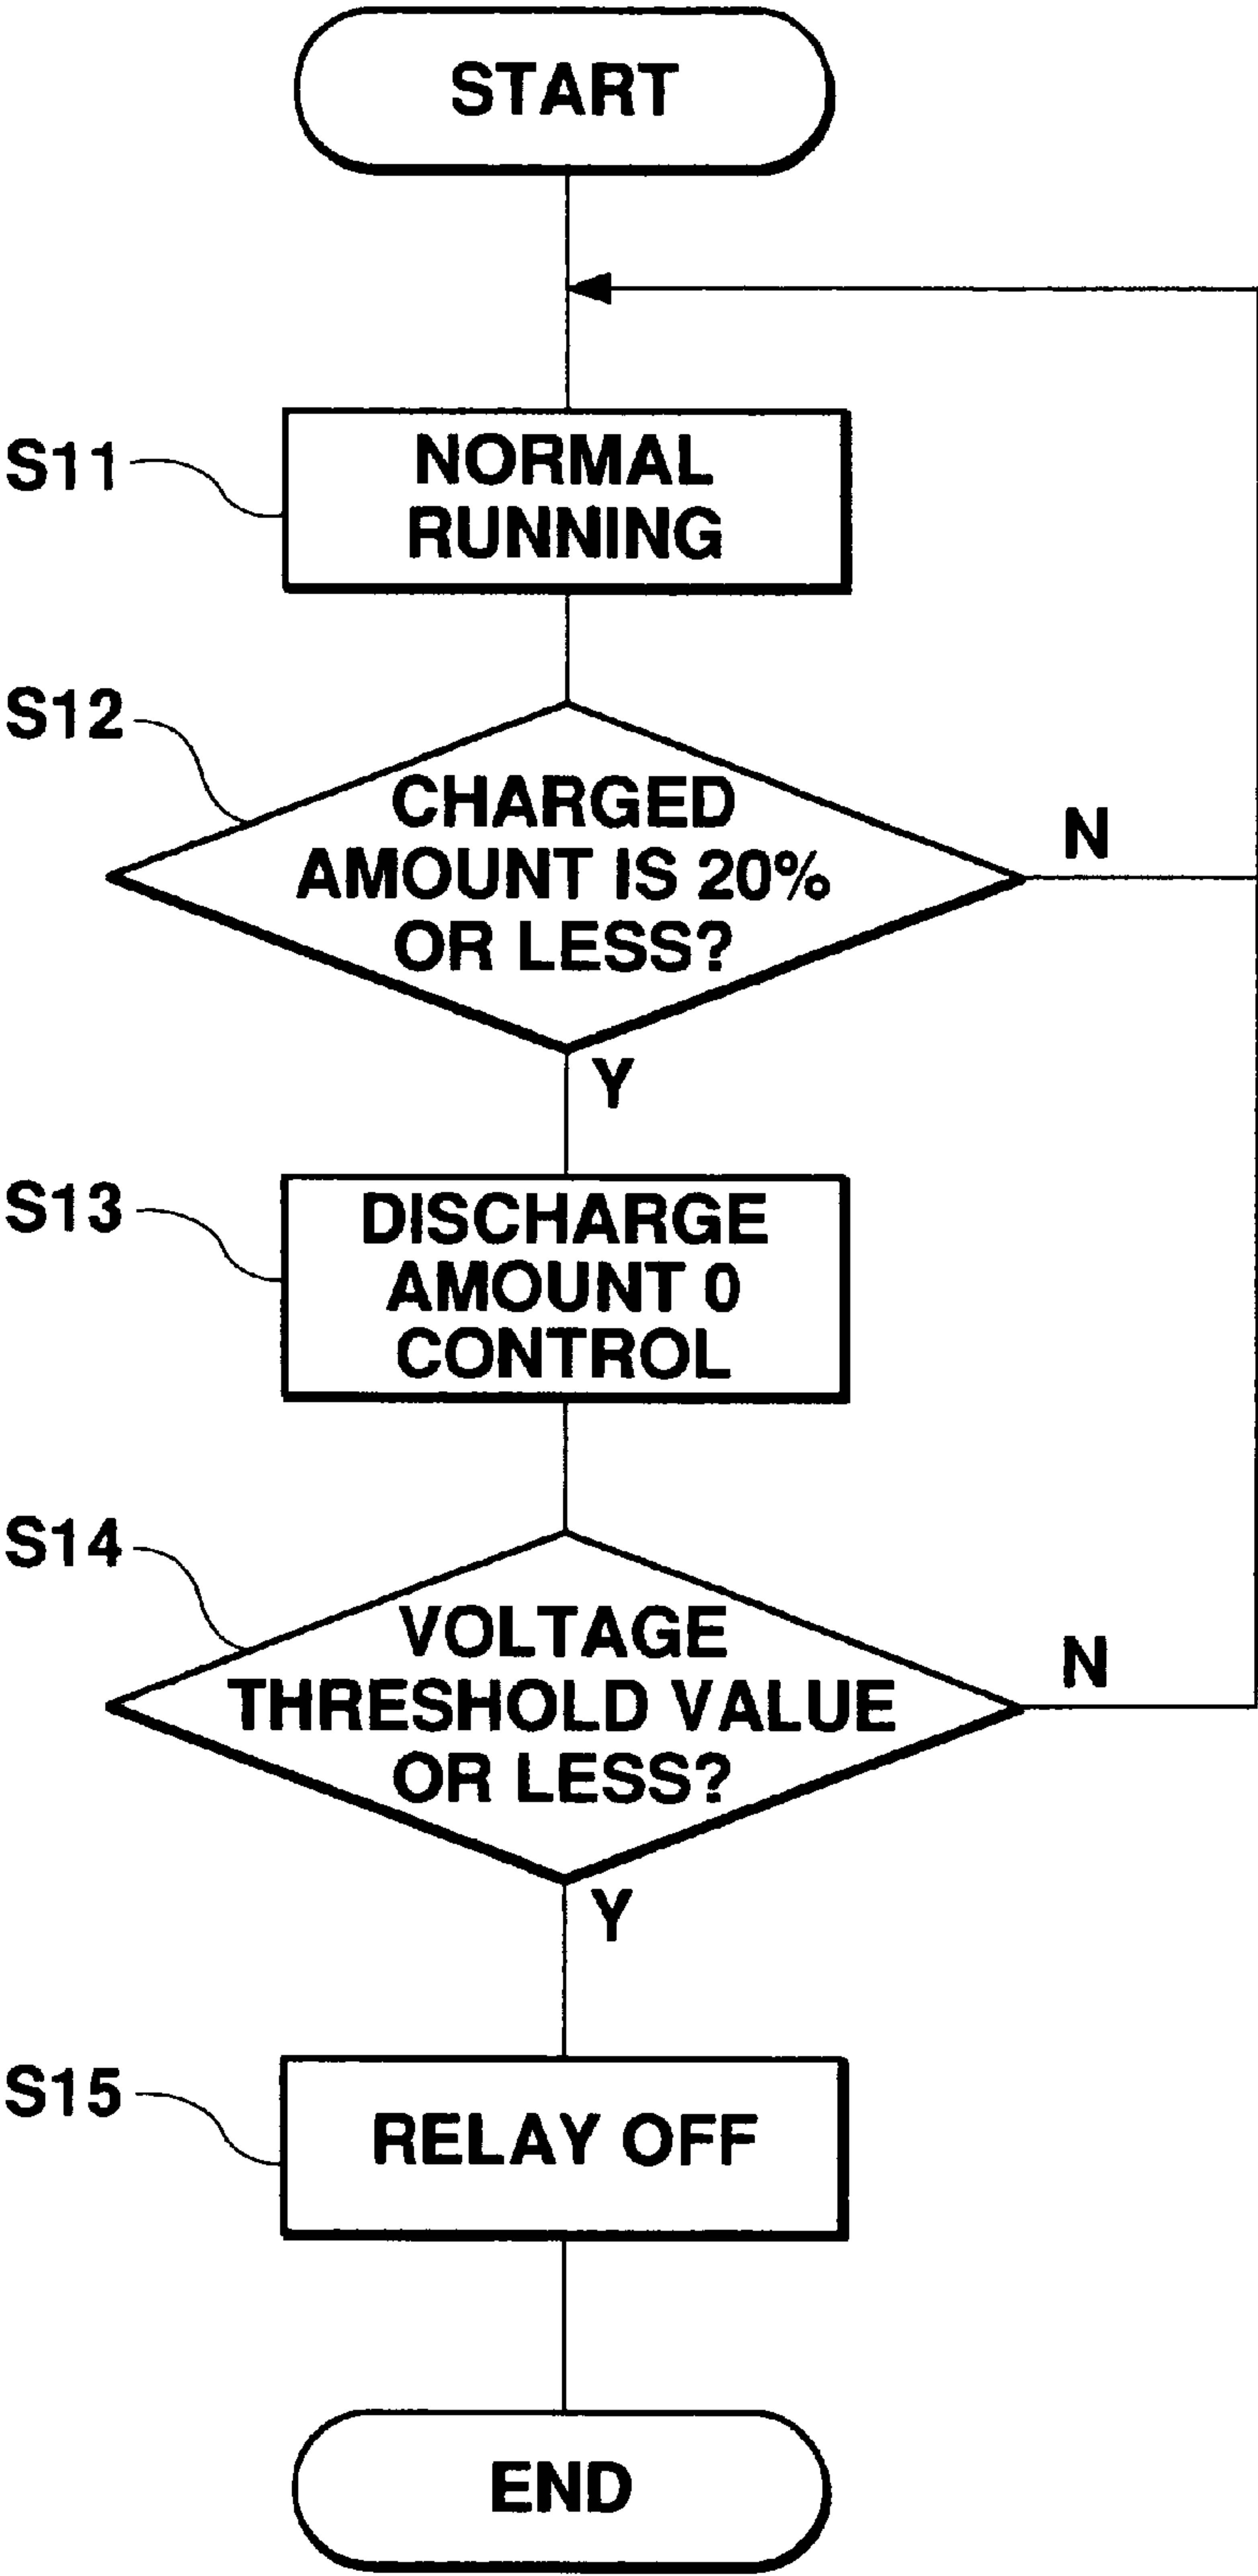 START
S11
NORMAL
RUNNING
S12
CHARGED
AMOUNT IS 20%
OR LESS?
N
Y
S13
DISCHARGE
AMOUNT 0
CONTROL
S14
VOLTAGE
THRESHOLD VALUE
OR LESS?
N
Y
S15
RELAY OFF
END